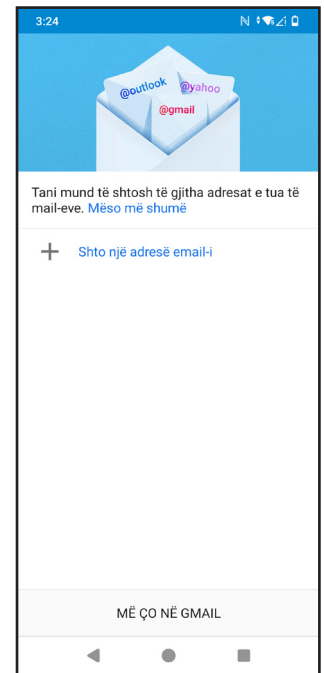 3:24
@outlook
@yahoo
@gmail
Tani mund të shtosh të gjitha adresat e tua të
mail-eve. Mëso më shumë
Shto një adresë email-i
MË ÇO NË GMAIL